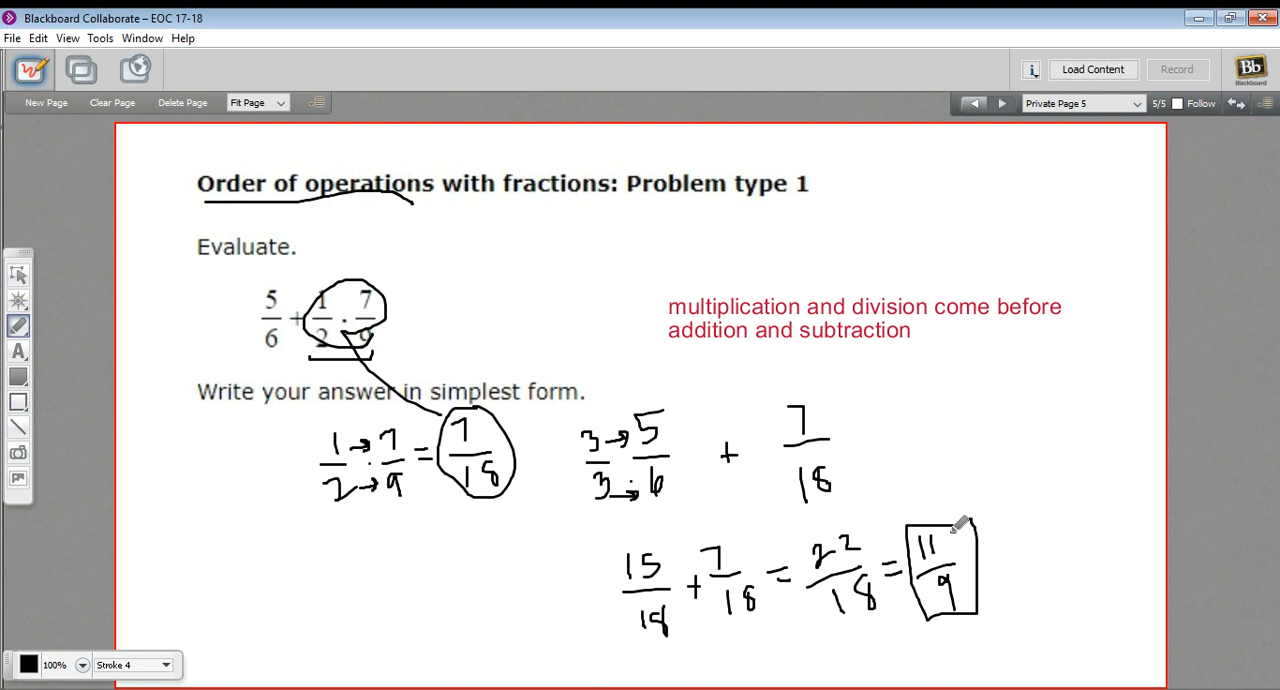 Blackboard Collaborate – EOC 17-18
File Edit View Tools Window Help
i Load Content Record Bb Blackboard
New Page Clear Page Delete Page Fit Page Private Page 5 5/5 Follow
Order of operations with fractions: Problem type 1
Evaluate.
5/6 + 1/2 · 7/9
multiplication and division come before
addition and subtraction
Write your answer in simplest form.
1/2 · 7/9 = 7/18
3/3 · 5/6 + 7/18
15/18 + 7/18 = 22/18 = 11/9
A
100% Stroke 4